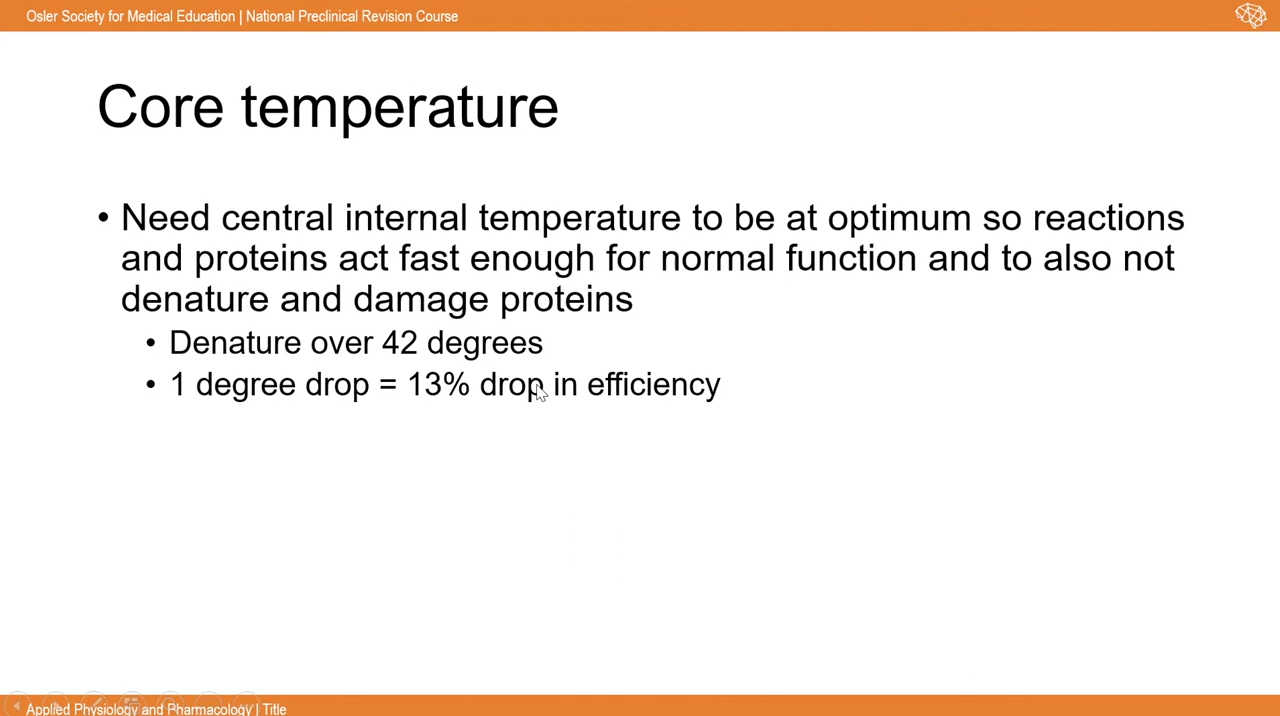 Osler Society for Medical Education | National Preclinical Revision Course
Core temperature
• Need central internal temperature to be at optimum so reactions
and proteins act fast enough for normal function and to also not
denature and damage proteins
• Denature over 42 degrees
• 1 degree drop = 13% drop in efficiency
Applied Physiology and Pharmacology | Title